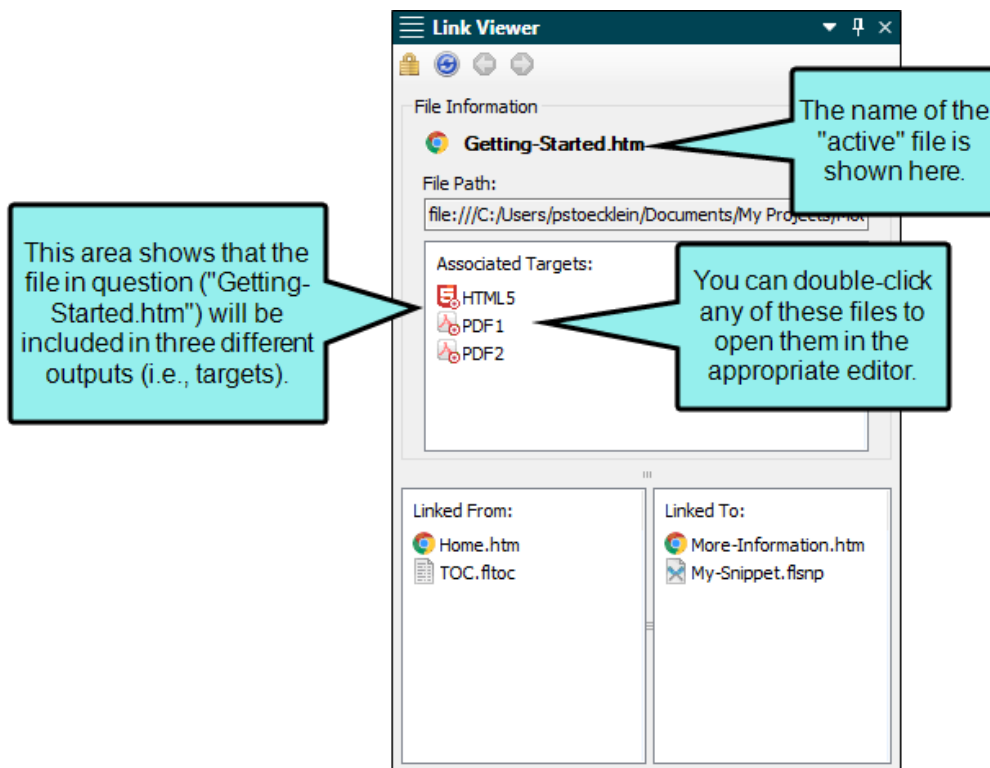 Link Viewer
File Information
Getting-Started.htm
The name of the
"active" file is
shown here.
File Path:
file:///C:/Users/pstoecklein/Documents/My Projects/
This area shows that the
file in question ("Getting-
Started.htm") will be
included in three different
outputs (i.e., targets).
Associated Targets:
HTML5
PDF1
PDF2
You can double-click
any of these files to
open them in the
appropriate editor.
Linked From:
Home.htm
TOC.fltoc
Linked To:
More-Information.htm
My-Snippet.flsnp